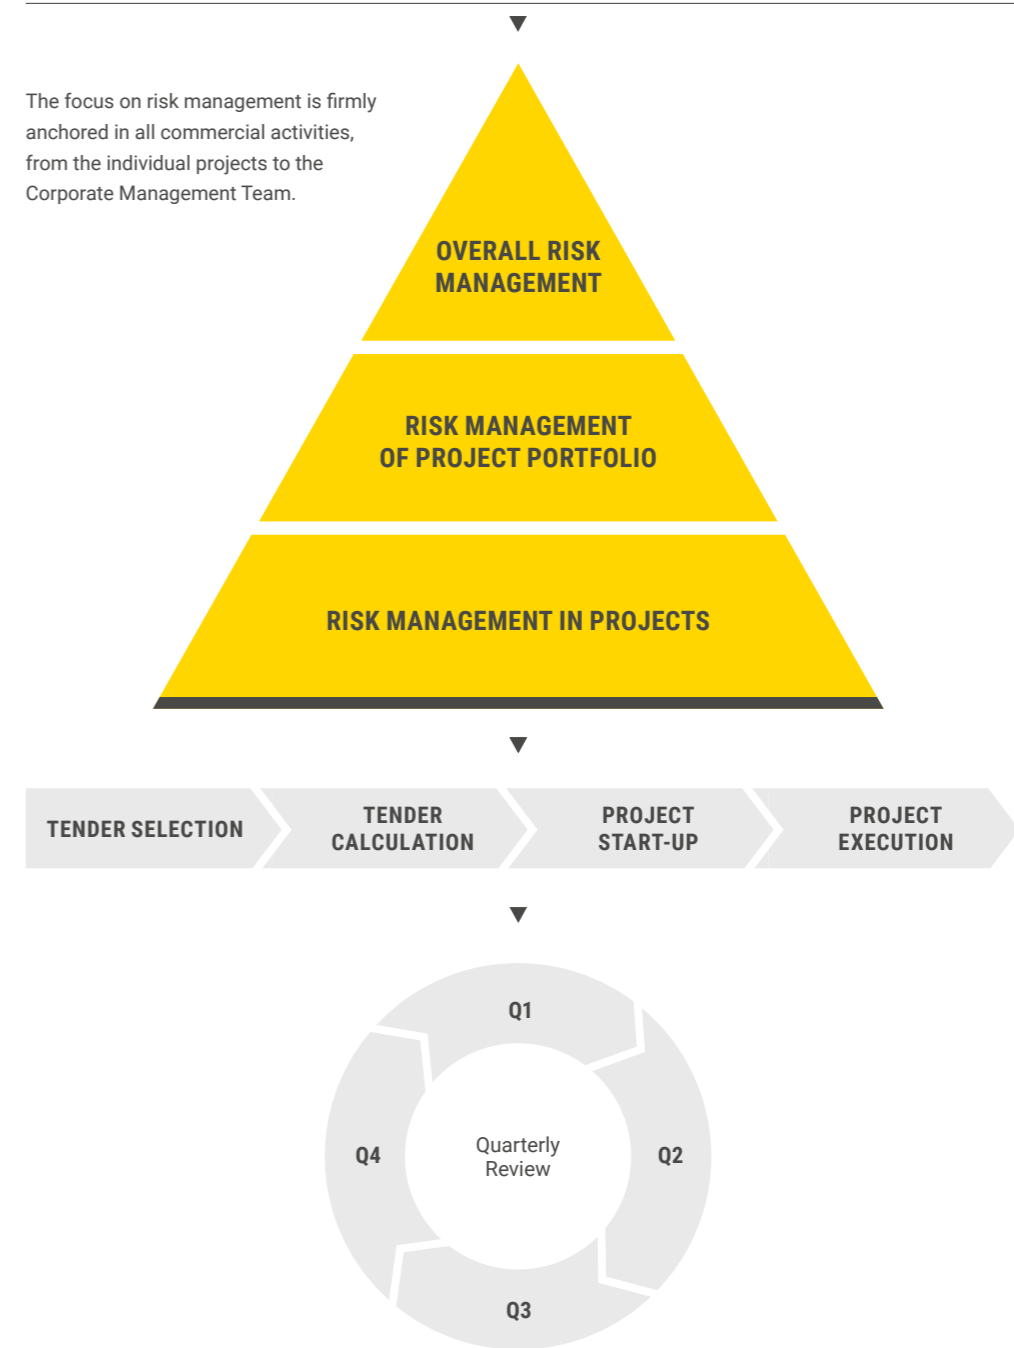 The focus on risk management is firmly
anchored in all commercial activities,
from the individual projects to the
Corporate Management Team.
OVERALL RISK
MANAGEMENT
RISK MANAGEMENT
OF PROJECT PORTFOLIO
RISK MANAGEMENT IN PROJECTS
TENDER SELECTION
TENDER
CALCULATION
PROJECT
START-UP
PROJECT
EXECUTION
Q1
Q2
Q3
Q4
Quarterly
Review